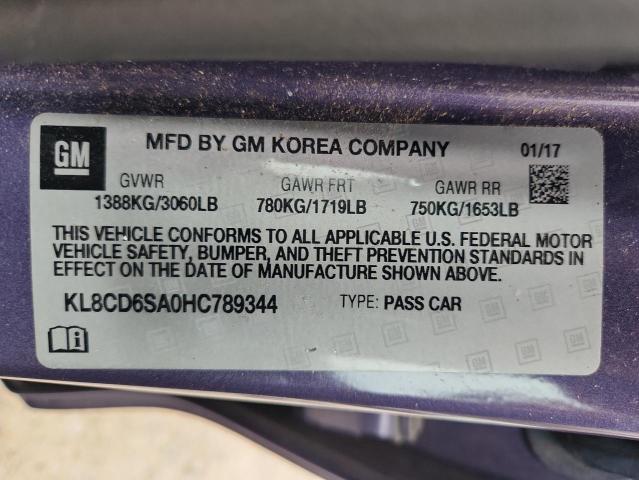 GM
MFD BY GM KOREA COMPANY 01/17
GVWR GAWR FRT GAWR RR
1388KG/3060LB 780KG/1719LB 750KG/1653LB
THIS VEHICLE CONFORMS TO ALL APPLICABLE U.S. FEDERAL MOTOR
VEHICLE SAFETY, BUMPER, AND THEFT PREVENTION STANDARDS IN
EFFECT ON THE DATE OF MANUFACTURE SHOWN ABOVE.
KL8CD6SA0HC789344 TYPE: PASS CAR